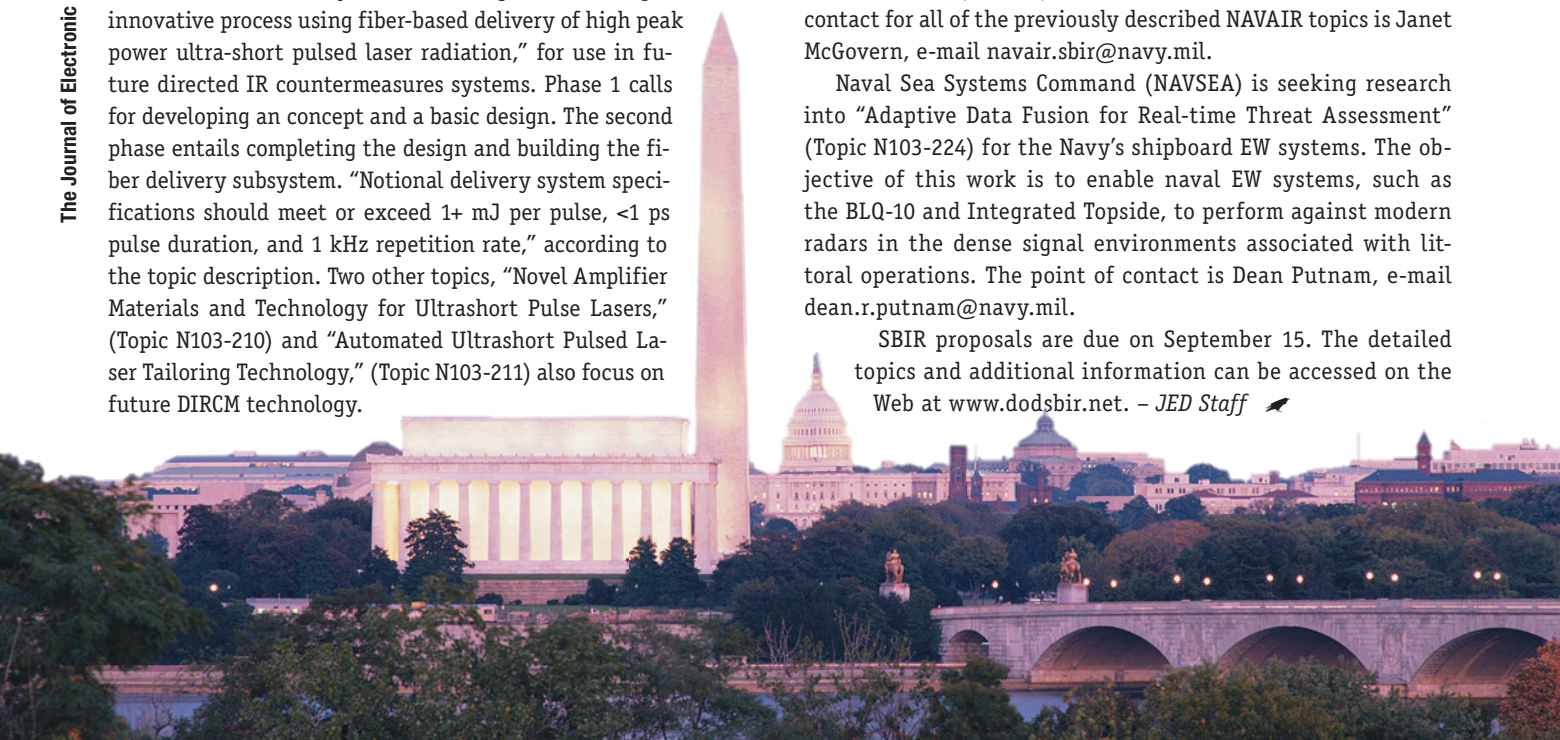 The Journal of Electronic
innovative process using fiber-based delivery of high peak
power ultra-short pulsed laser radiation,” for use in fu-
ture directed IR countermeasures systems. Phase 1 calls
for developing an concept and a basic design. The second
phase entails completing the design and building the fi-
ber delivery subsystem. “Notional delivery system speci-
fications should meet or exceed 1+ mJ per pulse, <1 ps
pulse duration, and 1 kHz repetition rate,” according to
the topic description. Two other topics, “Novel Amplifier
Materials and Technology for Ultrashort Pulse Lasers,”
(Topic N103-210) and “Automated Ultrashort Pulsed La-
ser Tailoring Technology,” (Topic N103-211) also focus on
future DIRCM technology.
contact for all of the previously described NAVAIR topics is Janet
McGovern, e-mail navair.sbir@navy.mil.
Naval Sea Systems Command (NAVSEA) is seeking research
into “Adaptive Data Fusion for Real-time Threat Assessment”
(Topic N103-224) for the Navy’s shipboard EW systems. The ob-
jective of this work is to enable naval EW systems, such as
the BLQ-10 and Integrated Topside, to perform against modern
radars in the dense signal environments associated with lit-
toral operations. The point of contact is Dean Putnam, e-mail
dean.r.putnam@navy.mil.
SBIR proposals are due on September 15. The detailed
topics and additional information can be accessed on the
Web at www.dodsbir.net. – JED Staff